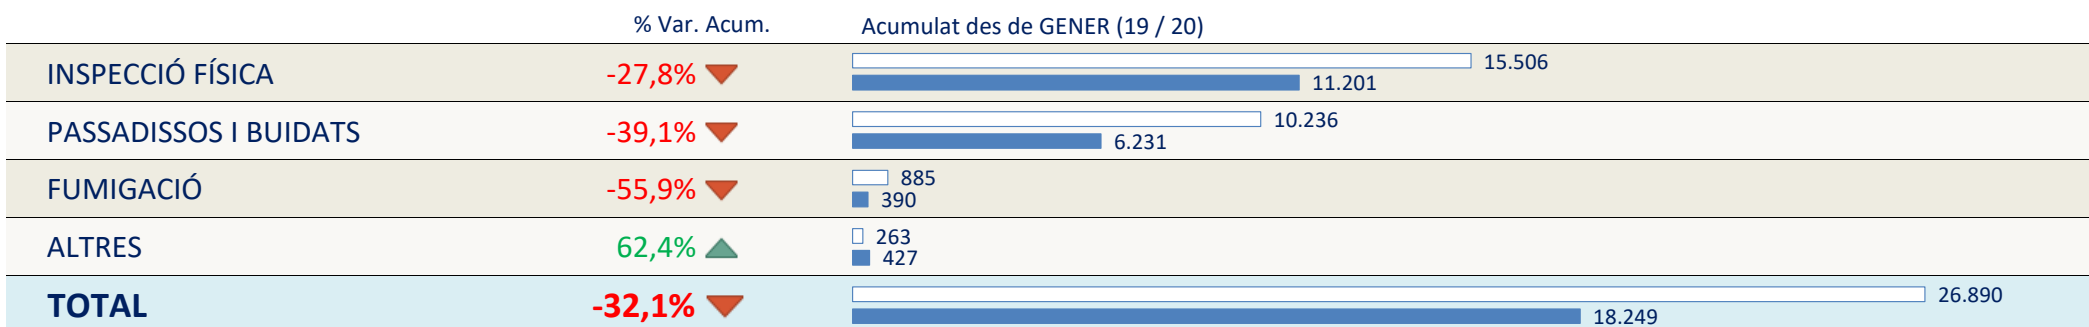 % Var. Acum. Acumulat des de GENER (19 / 20)
INSPECCIÓ FÍSICA -27,8% 15.506
11.201
PASSADISSOS I BUIDATS -39,1% 10.236
6.231
FUMIGACIÓ -55,9% 885
390
ALTRES 62,4% 263
427
TOTAL -32,1% 26.890
18.249